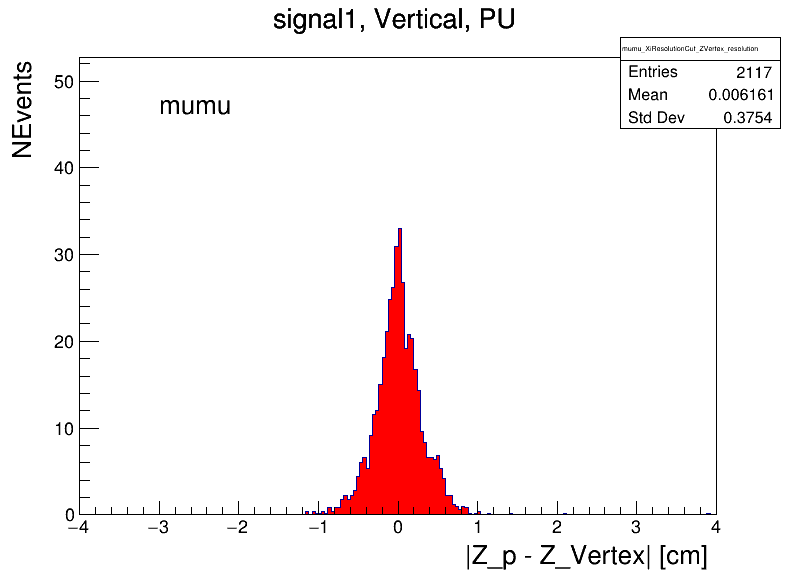 signal1, Vertical, PU
mumu_XiResolutionCut_ZVertex_resolution
Entries 2117
Mean 0.006161
Std Dev 0.3754
NEvents
mumu
50
40
30
20
10
0
−4 −3 −2 −1 0 1 2 3 4
|Z_p - Z_Vertex| [cm]